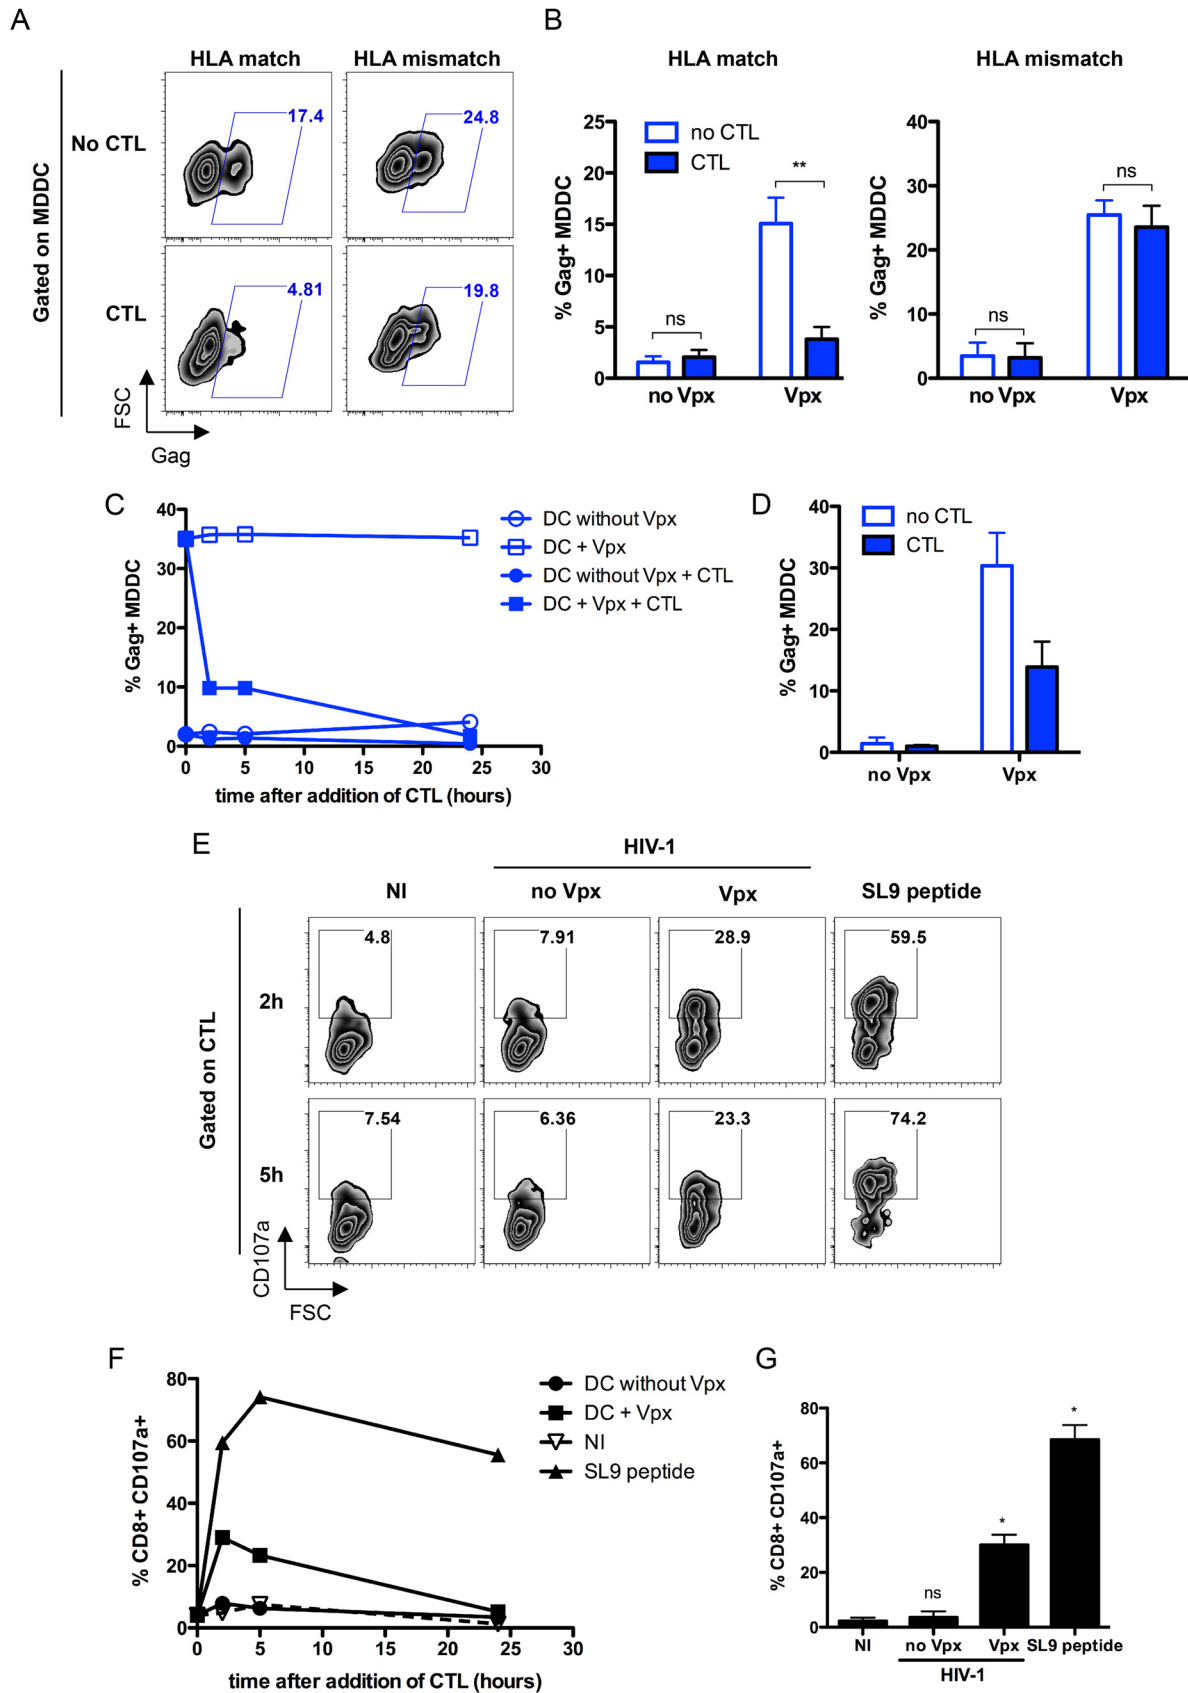 A
HLA match
HLA mismatch
Gated on MDDC
No CTL
17.4
24.8
CTL
4.81
19.8
FSC
Gag
B
HLA match
HLA mismatch
% Gag+ MDDC
25
20
15
10
5
0
no CTL
CTL
**
ns
no Vpx
Vpx
% Gag+ MDDC
40
30
20
10
0
ns
ns
no Vpx
Vpx
C
% Gag+ MDDC
40
30
20
10
0
0 5 10 15 20 25 30
time after addition of CTL (hours)
DC without Vpx
DC + Vpx
DC without Vpx + CTL
DC + Vpx + CTL
D
% Gag+ MDDC
40
30
20
10
0
no CTL
CTL
no Vpx
Vpx
E
HIV-1
NI
no Vpx
Vpx
SL9 peptide
Gated on CTL
2h
4.8
7.91
28.9
59.5
5h
7.54
6.36
23.3
74.2
CD107a
FSC
F
% CD8+ CD107a+
80
60
40
20
0
0 5 10 15 20 25 30
time after addition of CTL (hours)
DC without Vpx
DC + Vpx
NI
SL9 peptide
G
% CD8+ CD107a+
80
60
40
20
0
ns
*
*
NI
no Vpx
Vpx
SL9 peptide
HIV-1